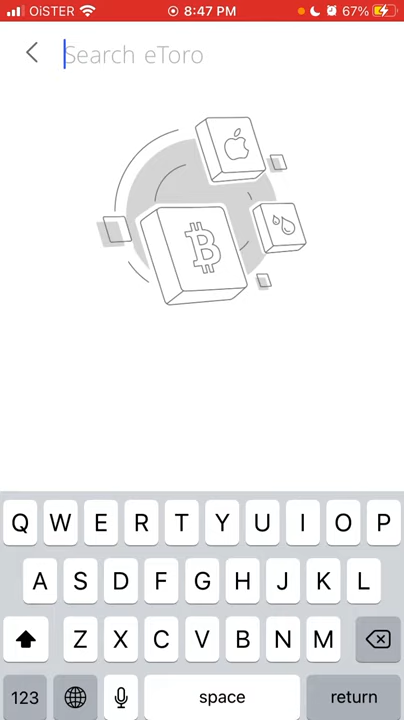 OiSTER 8:47 PM 67%
Search eToro
Q W E R T Y U I O P
A S D F G H J K L
Z X C V B N M
123 space return